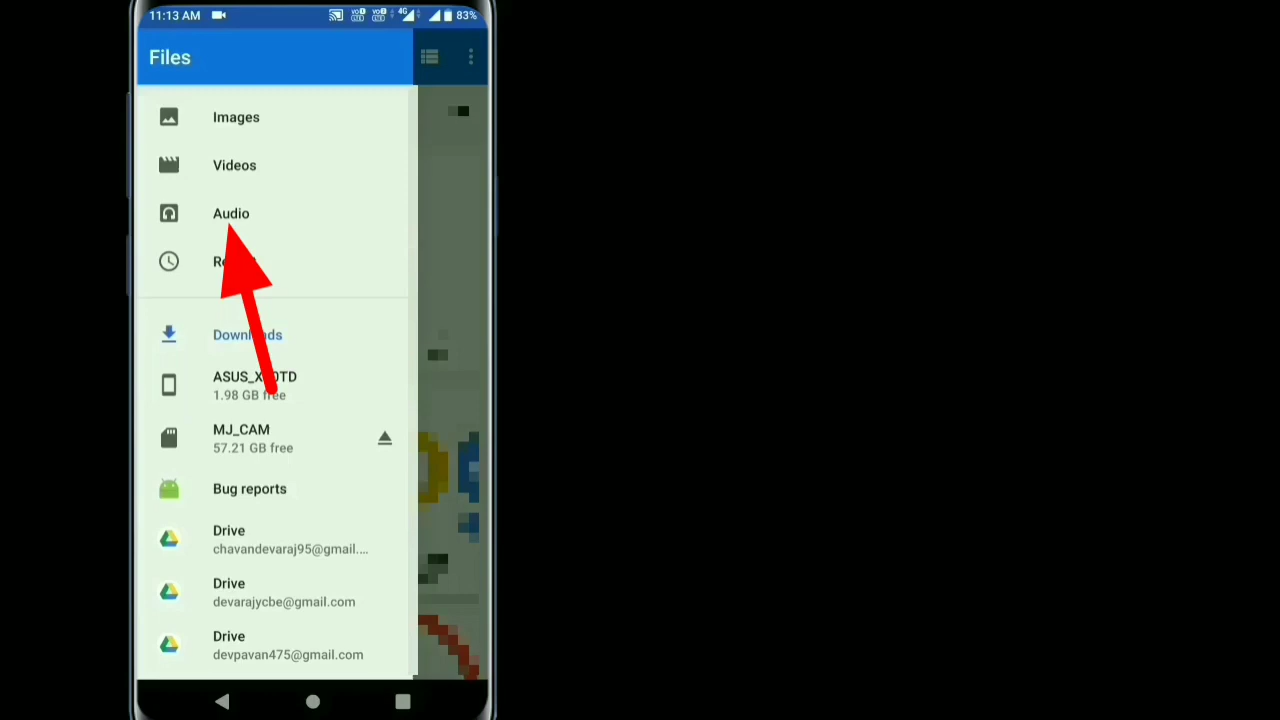 11:13 AM 4G 83%
Files
Images
Videos
Audio
Downloads
1.98 GB free
MJ_CAM
57.21 GB free
Bug reports
Drive
chavandevaraj95@gmail....
Drive
devarajycbe@gmail.com
Drive
devpavan475@gmail.com